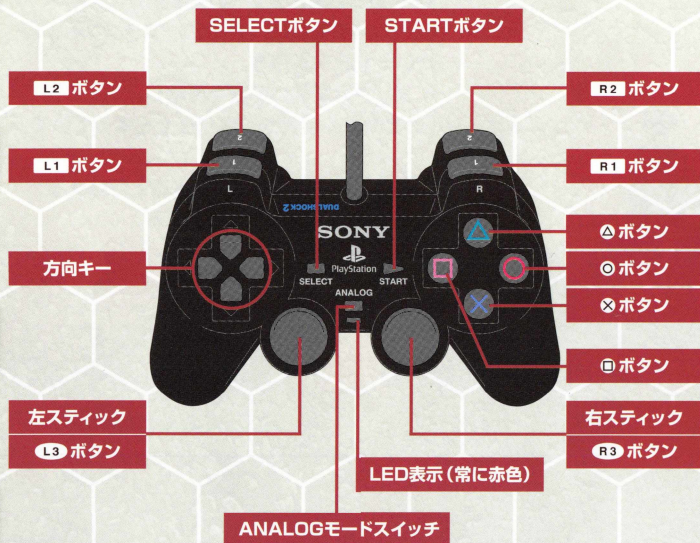 SELECTボタン
STARTボタン
L2 ボタン
R2 ボタン
L1 ボタン
R1 ボタン
2
2
1
1
L
R
DUALSHOCK 2
SONY
△ボタン
方向キー
PlayStation
○ボタン
SELECT
START
ANALOG
×ボタン
□ボタン
左スティック
右スティック
L3 ボタン
R3 ボタン
LED表示(常に赤色)
ANALOGモードスイッチ